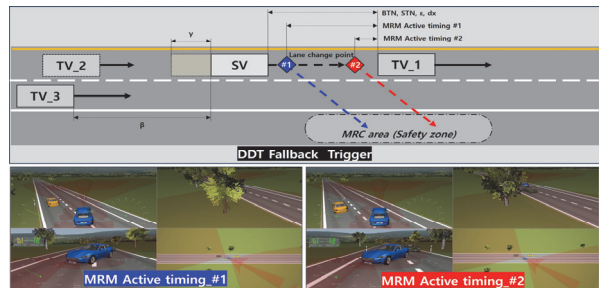 BTN, STN, ε, dx
MRM Active timing #1
MRM Active timing #2
γ
Lane change point
TV_2
SV
#1
#2
TV_1
TV_3
β
MRC area (Safety zone)
DDT Fallback Trigger
MRM Active timing_#1
MRM Active timing_#2